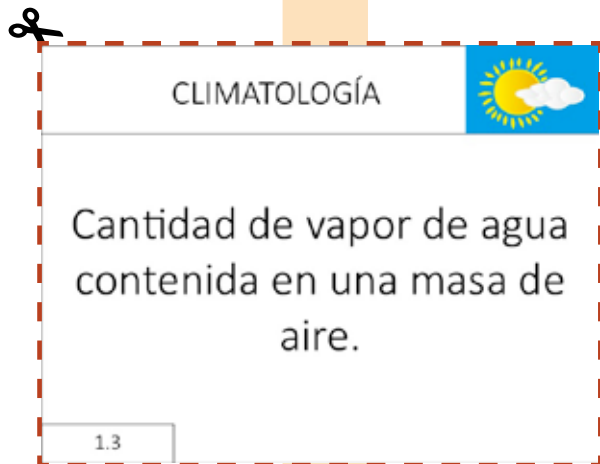 CLIMATOLOGÍA
Cantidad de vapor de agua
contenida en una masa de
aire.
1.3